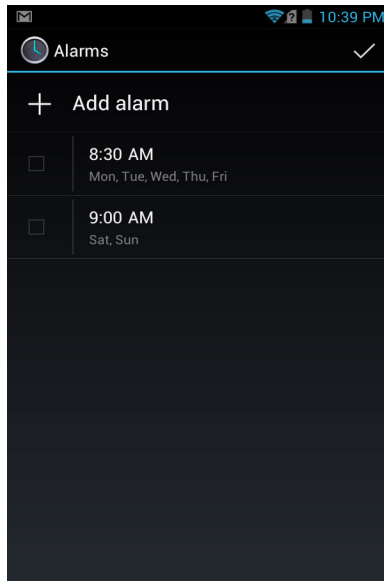 10:39 PM
Alarms
Add alarm
8:30 AM
Mon, Tue, Wed, Thu, Fri
9:00 AM
Sat, Sun